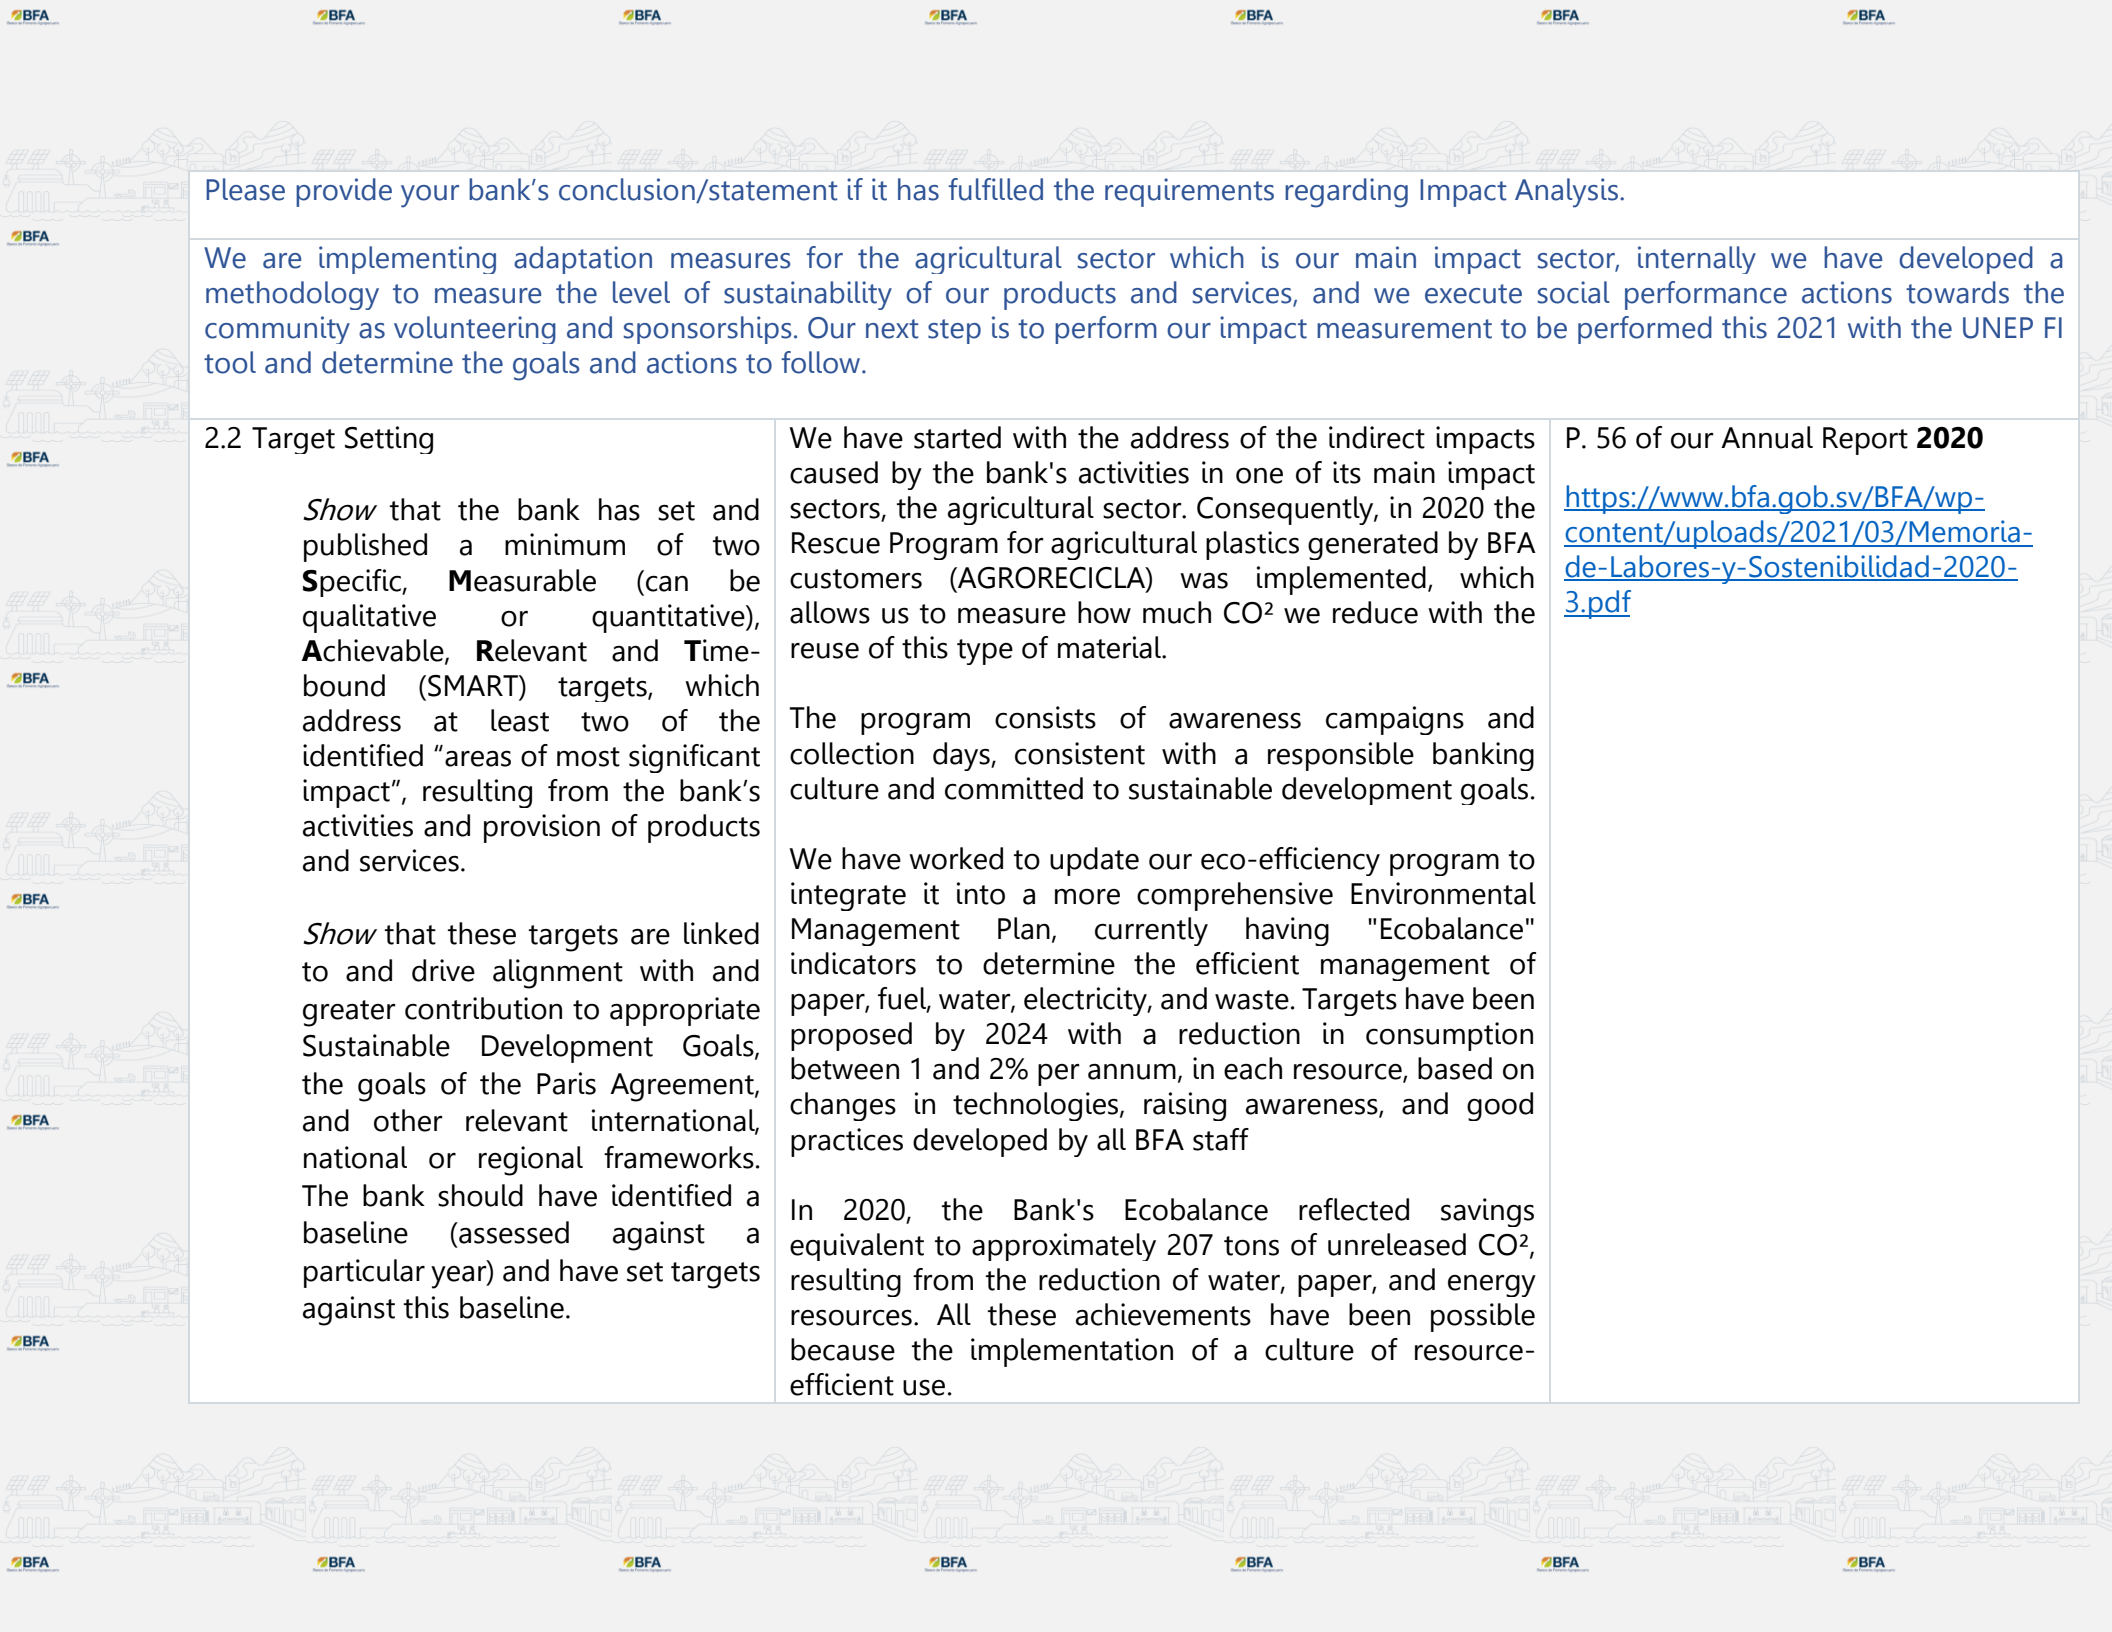 BFA
BFA
BFA
BFA
BFA
BFA
BFA
Please provide your bank’s conclusion/statement if it has fulfilled the requirements regarding Impact Analysis.
BFA
We are implementing adaptation measures for the agricultural sector which is our main impact sector, internally we have developed a
methodology to measure the level of sustainability of our products and services, and we execute social performance actions towards the
community as volunteering and sponsorships. Our next step is to perform our impact measurement to be performed this 2021 with the UNEP FI
tool and determine the goals and actions to follow.
2.2 Target Setting
Show that the bank has set and
published a minimum of two
Specific, Measurable (can be
qualitative or quantitative),
Achievable, Relevant and Time-
bound (SMART) targets, which
address at least two of the
identified “areas of most significant
impact”, resulting from the bank’s
activities and provision of products
and services.
Show that these targets are linked
to and drive alignment with and
greater contribution to appropriate
Sustainable Development Goals,
the goals of the Paris Agreement,
and other relevant international,
national or regional frameworks.
The bank should have identified a
baseline (assessed against a
particular year) and have set targets
against this baseline.
We have started with the address of the indirect impacts
caused by the bank's activities in one of its main impact
sectors, the agricultural sector. Consequently, in 2020 the
Rescue Program for agricultural plastics generated by BFA
customers (AGRORECICLA) was implemented, which
allows us to measure how much CO² we reduce with the
reuse of this type of material.
The program consists of awareness campaigns and
collection days, consistent with a responsible banking
culture and committed to sustainable development goals.
We have worked to update our eco-efficiency program to
integrate it into a more comprehensive Environmental
Management Plan, currently having "Ecobalance"
indicators to determine the efficient management of
paper, fuel, water, electricity, and waste. Targets have been
proposed by 2024 with a reduction in consumption
between 1 and 2% per annum, in each resource, based on
changes in technologies, raising awareness, and good
practices developed by all BFA staff
In 2020, the Bank's Ecobalance reflected savings
equivalent to approximately 207 tons of unreleased CO²,
resulting from the reduction of water, paper, and energy
resources. All these achievements have been possible
because the implementation of a culture of resource-
efficient use.
P. 56 of our Annual Report 2020
https://www.bfa.gob.sv/BFA/wp-
content/uploads/2021/03/Memoria-
de-Labores-y-Sostenibilidad-2020-
3.pdf
BFA
BFA
BFA
BFA
BFA
BFA
BFA
BFA
BFA
BFA
BFA
BFA